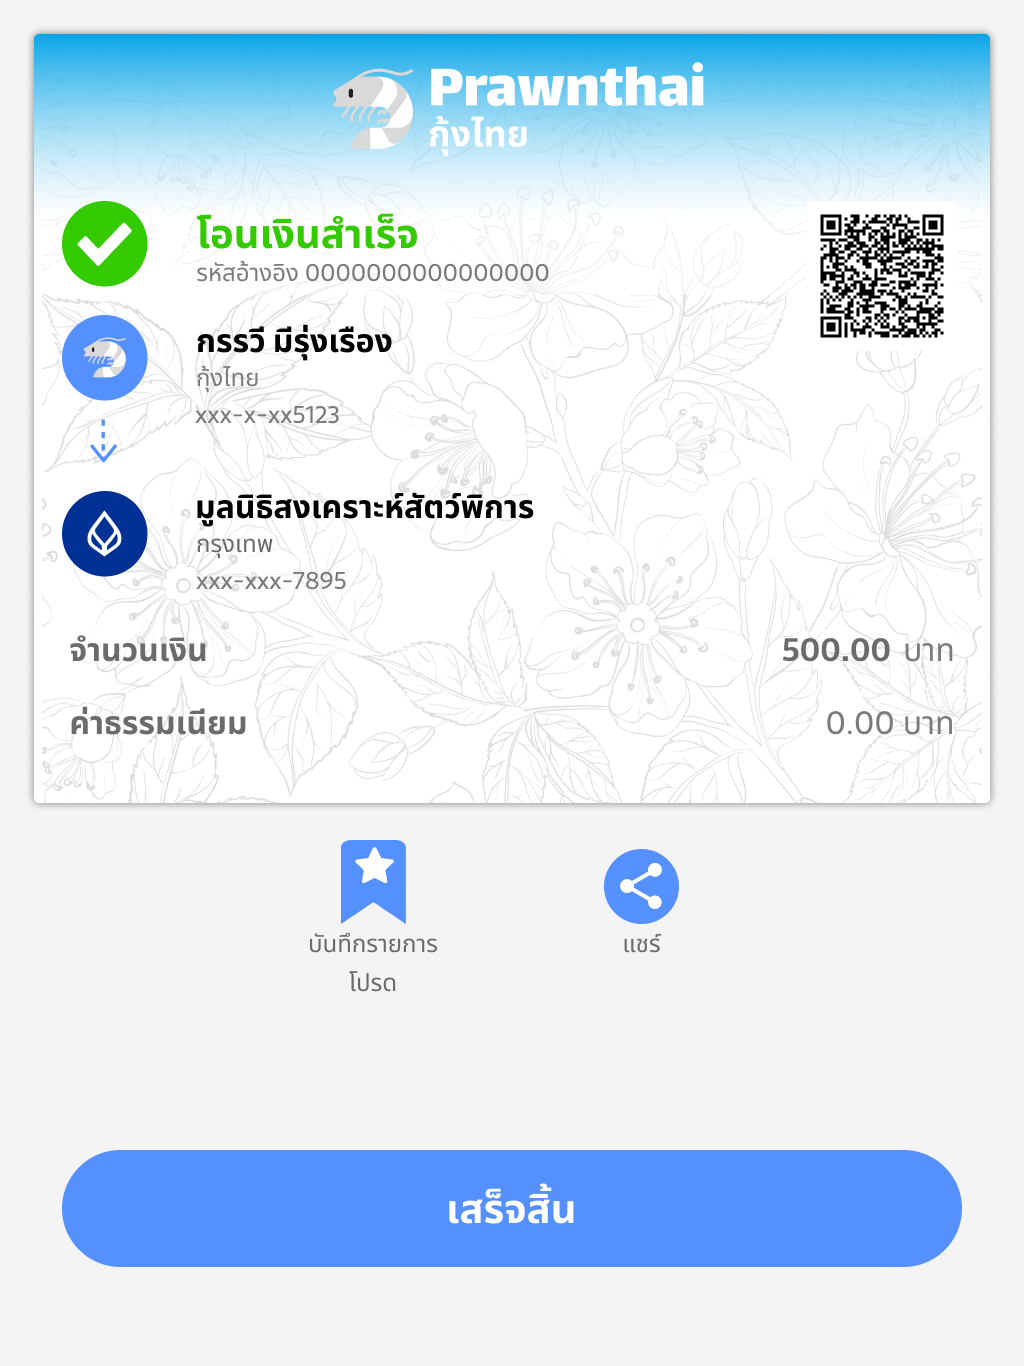 Prawnthai
กุ้งไทย
โอนเงินสำเร็จ
รหัสอ้างอิง 0000000000000000
กรรวี มีรุ่งเรือง
กุ้งไทย
xxx-x-xx5123
มูลนิธิสงเคราะห์สัตว์พิการ
กรุงเทพ
xxx-xxx-7895
จำนวนเงิน 500.00 บาท
ค่าธรรมเนียม 0.00 บาท
บันทึกรายการ
โปรด
แชร์
เสร็จสิ้น